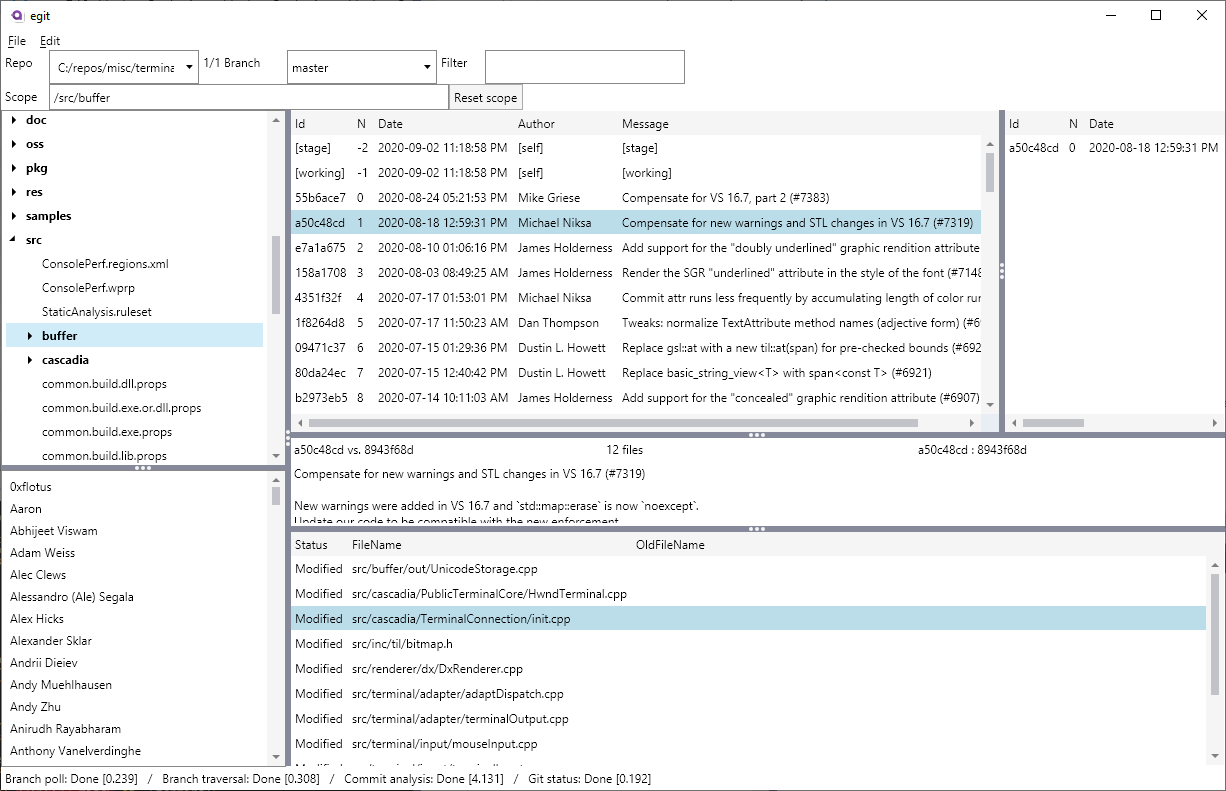 egit
File Edit
Repo C:/repos/misc/termina 1/1 Branch master Filter
Scope /src/buffer Reset scope
doc
oss
pkg
res
samples
src
ConsolePerf.regions.xml
ConsolePerf.wprp
StaticAnalysis.ruleset
buffer
cascadia
common.build.dll.props
common.build.exe.or.dll.props
common.build.exe.props
common.build.lib.props
0xflotus
Aaron
Abhijeet Viswam
Adam Weiss
Alec Clews
Alessandro (Ale) Segala
Alex Hicks
Alexander Sklar
Andrii Dieiev
Andy Muehlhausen
Andy Zhu
Anirudh Rayabharam
Anthony Vanelverdinghe
Id N Date Author Message
[stage] -2 2020-09-02 11:18:58 PM [self] [stage]
[working] -1 2020-09-02 11:18:58 PM [self] [working]
55b6ace7 0 2020-08-24 05:21:53 PM Mike Griese Compensate for VS 16.7, part 2 (#7383)
a50c48cd 1 2020-08-18 12:59:31 PM Michael Niksa Compensate for new warnings and STL changes in VS 16.7 (#7319)
e7a1a675 2 2020-08-10 01:06:16 PM James Holderness Add support for the "doubly underlined" graphic rendition attribute
158a1708 3 2020-08-03 08:49:25 AM James Holderness Render the SGR "underlined" attribute in the style of the font (#7148
4351f32f 4 2020-07-17 01:53:01 PM Michael Niksa Commit attr runs less frequently by accumulating length of color rur
1f8264d8 5 2020-07-17 11:50:23 AM Dan Thompson Tweaks: normalize TextAttribute method names (adjective form) (#6
09471c37 6 2020-07-15 01:29:36 PM Dustin L. Howett Replace gsl::at with a new til::at(span) for pre-checked bounds (#692
80da24ec 7 2020-07-15 12:40:42 PM Dustin L. Howett Replace basic_string_view<T> with span<const T> (#6921)
b2973eb5 8 2020-07-14 10:11:03 AM James Holderness Add support for the "concealed" graphic rendition attribute (#6907)
Id N Date
a50c48cd 0 2020-08-18 12:59:31 PM
a50c48cd vs. 8943f68d 12 files a50c48cd : 8943f68d
Compensate for new warnings and STL changes in VS 16.7 (#7319)
New warnings were added in VS 16.7 and `std::map::erase` is now `noexcept`.
Update our code to be compatible with the new enforcement.
Status FileName OldFileName
Modified src/buffer/out/UnicodeStorage.cpp
Modified src/cascadia/PublicTerminalCore/HwndTerminal.cpp
Modified src/cascadia/TerminalConnection/init.cpp
Modified src/inc/til/bitmap.h
Modified src/renderer/dx/DxRenderer.cpp
Modified src/terminal/adapter/adaptDispatch.cpp
Modified src/terminal/adapter/terminalOutput.cpp
Modified src/terminal/input/mouseInput.cpp
Branch poll: Done [0.239] / Branch traversal: Done [0.308] / Commit analysis: Done [4.131] / Git status: Done [0.192]